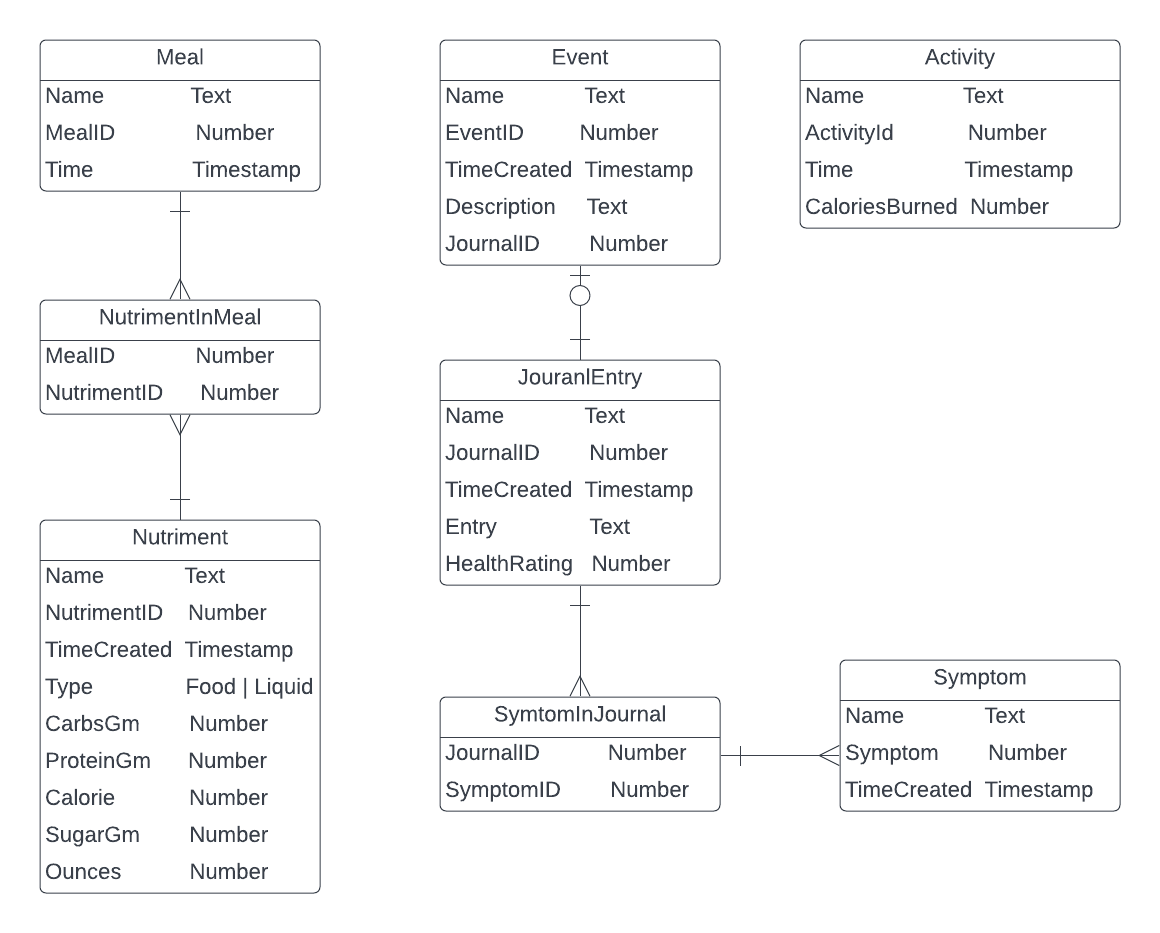 Meal
Name Text
MealID Number
Time Timestamp
NutrimentInMeal
MealID Number
NutrimentID Number
Nutriment
Name Text
NutrimentID Number
TimeCreated Timestamp
Type Food | Liquid
CarbsGm Number
ProteinGm Number
Calorie Number
SugarGm Number
Ounces Number
Event
Name Text
EventID Number
TimeCreated Timestamp
Description Text
JournalID Number
JouranlEntry
Name Text
JournalID Number
TimeCreated Timestamp
Entry Text
HealthRating Number
SymtomInJournal
JournalID Number
SymptomID Number
Activity
Name Text
ActivityId Number
Time Timestamp
CaloriesBurned Number
Symptom
Name Text
Symptom Number
TimeCreated Timestamp